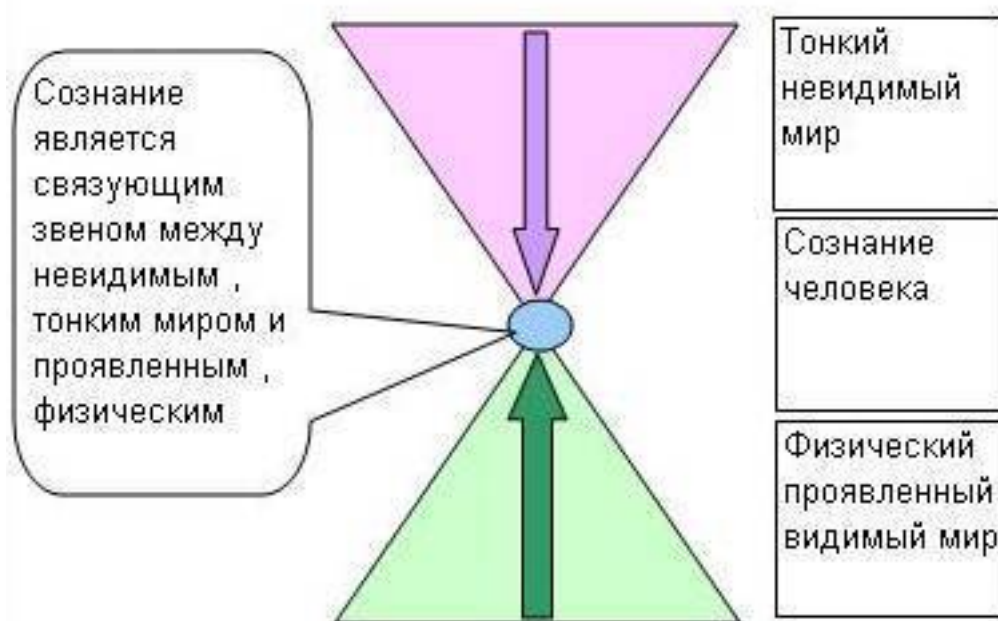 Сознание
является
связующим
звеном между
невидимым ,
тонким миром и
проявленным ,
физическим
Тонкий
невидимый
мир
Сознание
человека
Физический
проявленный
видимый мир